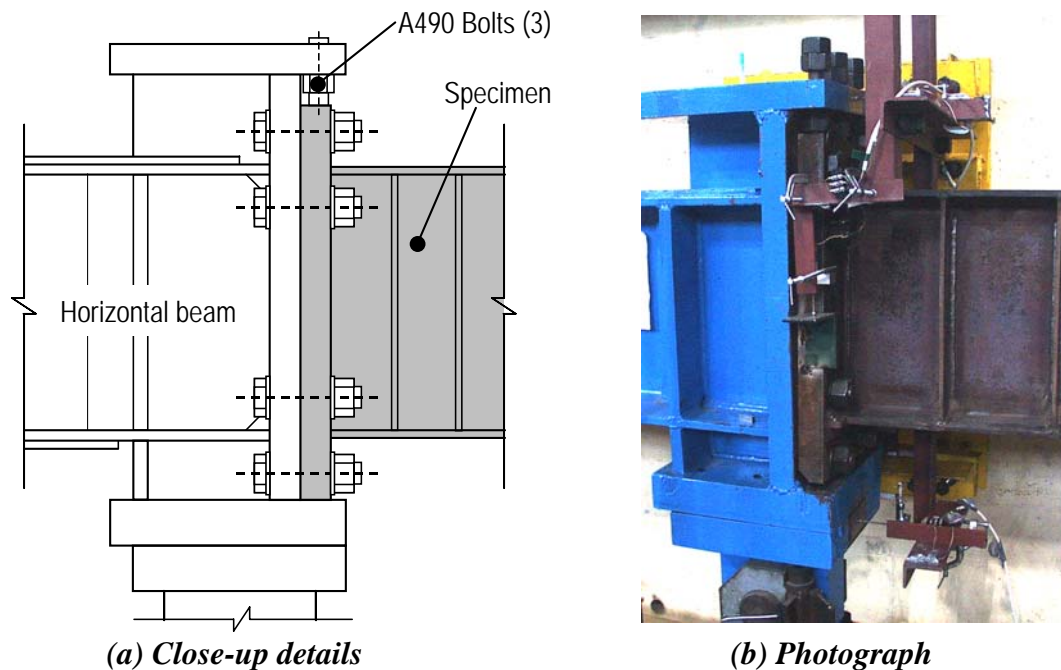 A490 Bolts (3)
Specimen
Horizontal beam
(a) Close-up details
(b) Photograph